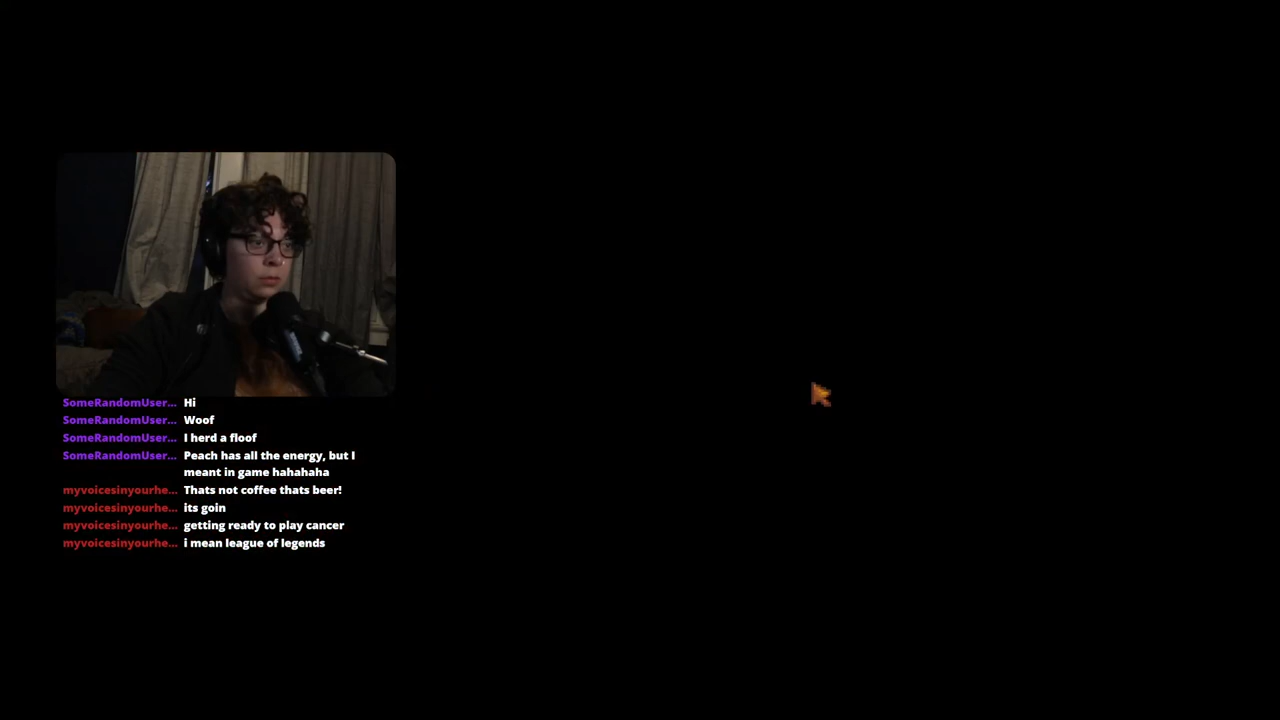 SomeRandomUser... Hi
SomeRandomUser... Woof
SomeRandomUser... I herd a floof
SomeRandomUser... Peach has all the energy, but I
meant in game hahahaha
myvoicesinyourhe... Thats not coffee thats beer!
myvoicesinyourhe... its goin
myvoicesinyourhe... getting ready to play cancer
myvoicesinyourhe... i mean league of legends